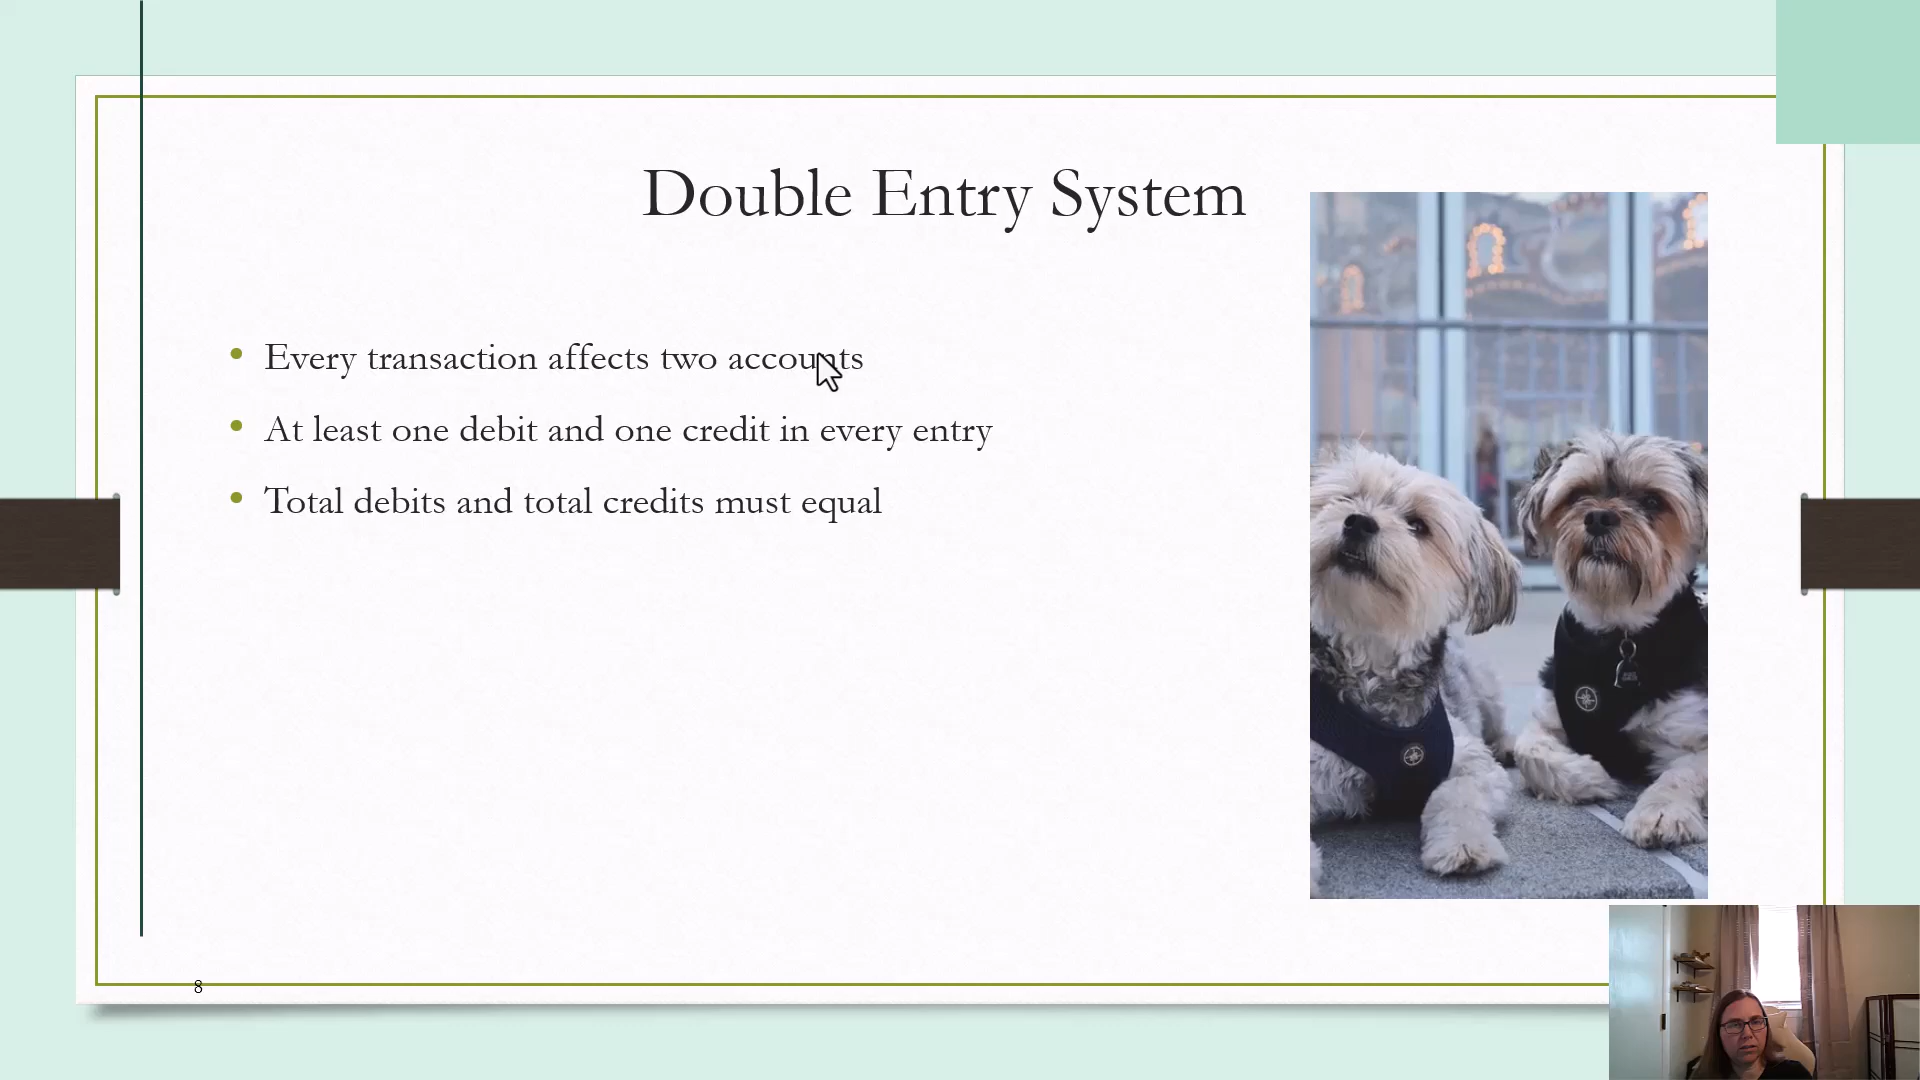 Double Entry System
Every transaction affects two accounts
At least one debit and one credit in every entry
Total debits and total credits must equal
8